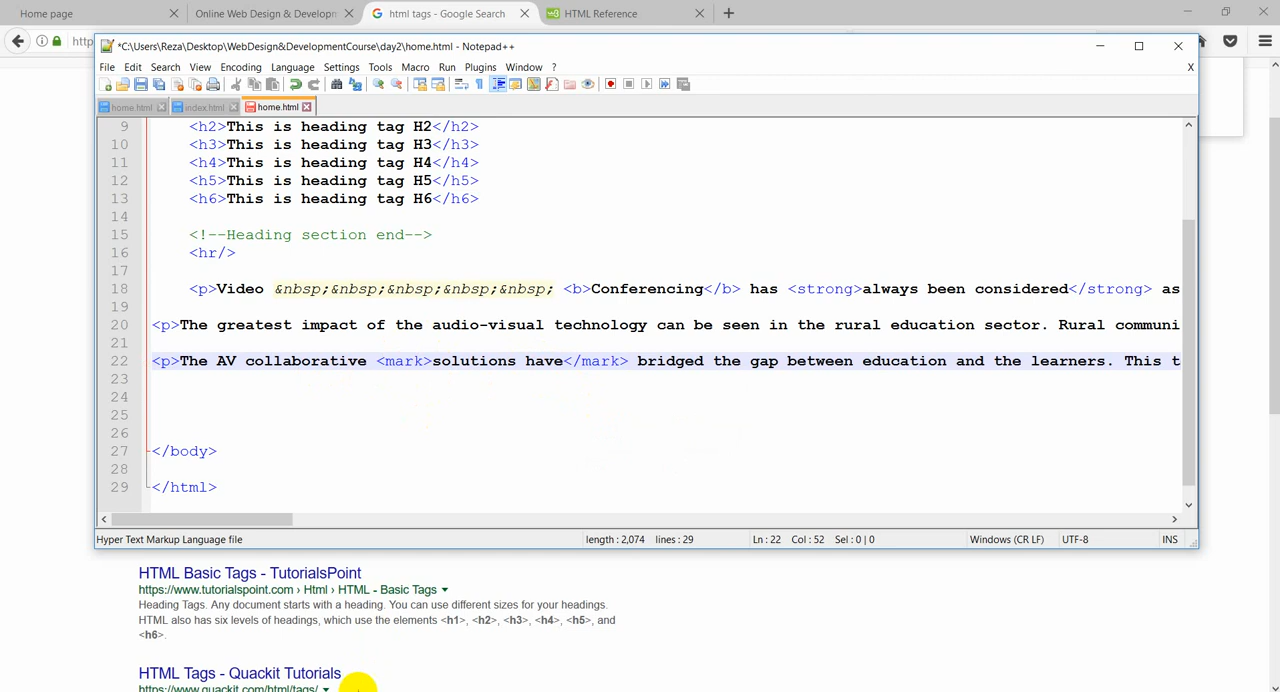 Home page
Online Web Design & Developm
html tags - Google Search
HTML Reference
http
*C:\Users\Reza\Desktop\WebDesign&DevelopmentCourse\day2\home.html - Notepad++
File Edit Search View Encoding Language Settings Tools Macro Run Plugins Window ? X
home.html index.html home.html
9 <h2>This is heading tag H2</h2>
10 <h3>This is heading tag H3</h3>
11 <h4>This is heading tag H4</h4>
12 <h5>This is heading tag H5</h5>
13 <h6>This is heading tag H6</h6>
14
15 <!--Heading section end-->
16 <hr/>
17
18 <p>Video &nbsp;&nbsp;&nbsp;&nbsp;&nbsp; <b>Conferencing</b> has <strong>always been considered</strong> as
19
20 <p>The greatest impact of the audio-visual technology can be seen in the rural education sector. Rural communi
21
22 <p>The AV collaborative <mark>solutions have</mark> bridged the gap between education and the learners. This t
23
24
25
26
27 </body>
28
29 </html>
Hyper Text Markup Language file length : 2,074 lines : 29 Ln : 22 Col : 52 Sel : 0 | 0 Windows (CR LF) UTF-8 INS
HTML Basic Tags - TutorialsPoint
https://www.tutorialspoint.com › Html › HTML - Basic Tags
Heading Tags. Any document starts with a heading. You can use different sizes for your headings.
HTML also has six levels of headings, which use the elements <h1>, <h2>, <h3>, <h4>, <h5>, and
<h6>.
HTML Tags - Quackit Tutorials
https://www.quackit.com/html/tags/